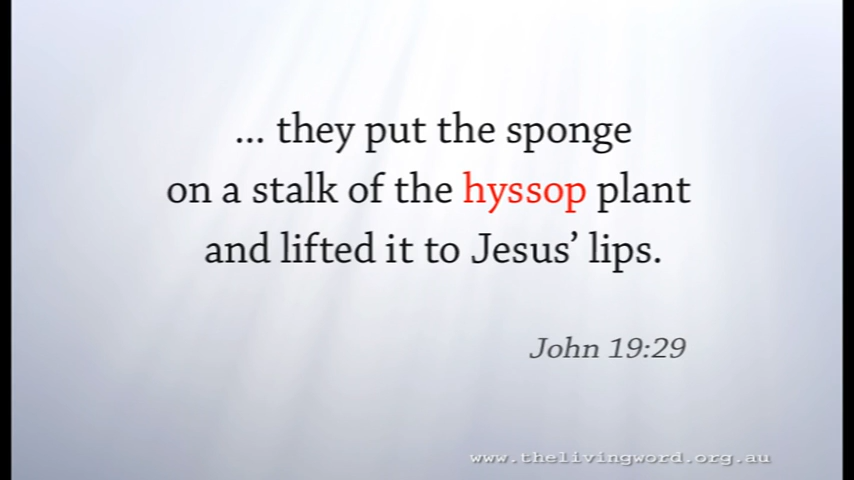 ... they put the sponge
on a stalk of the hyssop plant
and lifted it to Jesus’ lips.
John 19:29
www.thelivingword.org.au